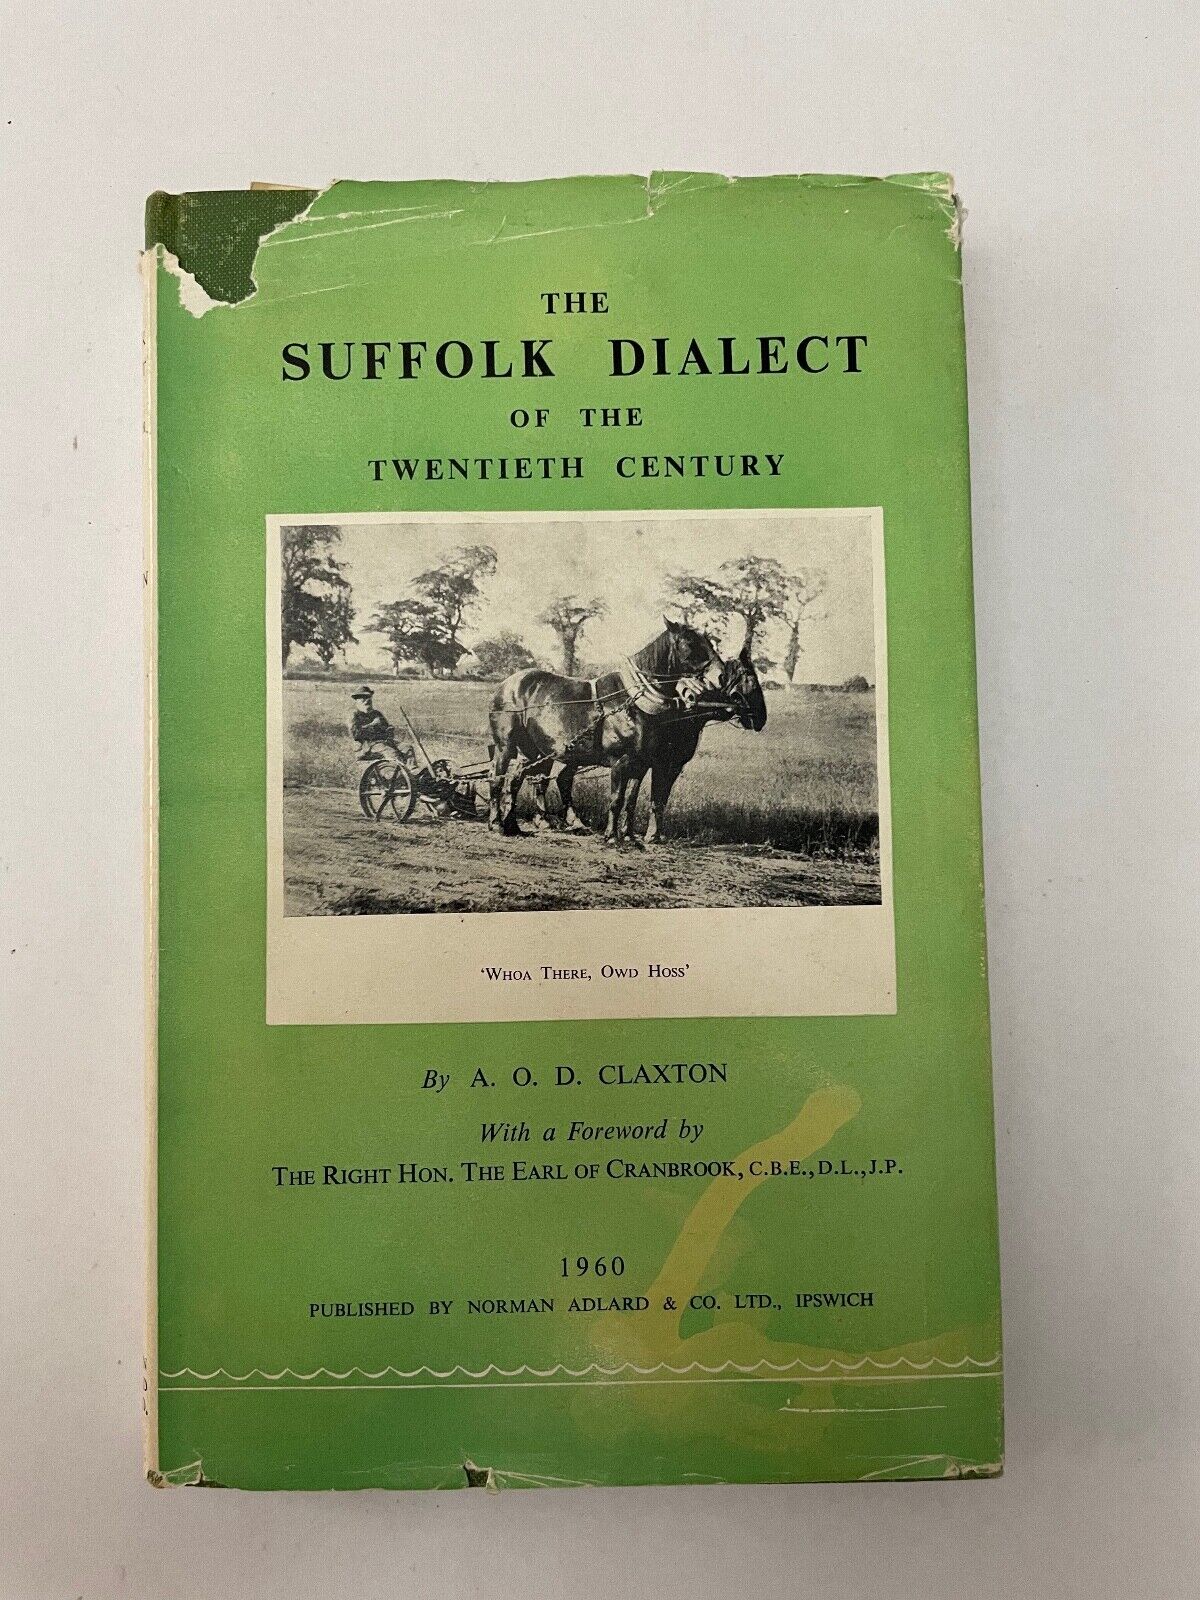 THE
SUFFOLK DIALECT
OF THE
TWENTIETH CENTURY
'Whoa There, Owd Hoss'
By A. O. D. CLAXTON
With a Foreword by
THE RIGHT HON. THE EARL OF CRANBROOK, C.B.E., D.L., J.P.
1960
PUBLISHED BY NORMAN ADLARD & CO. LTD., IPSWICH